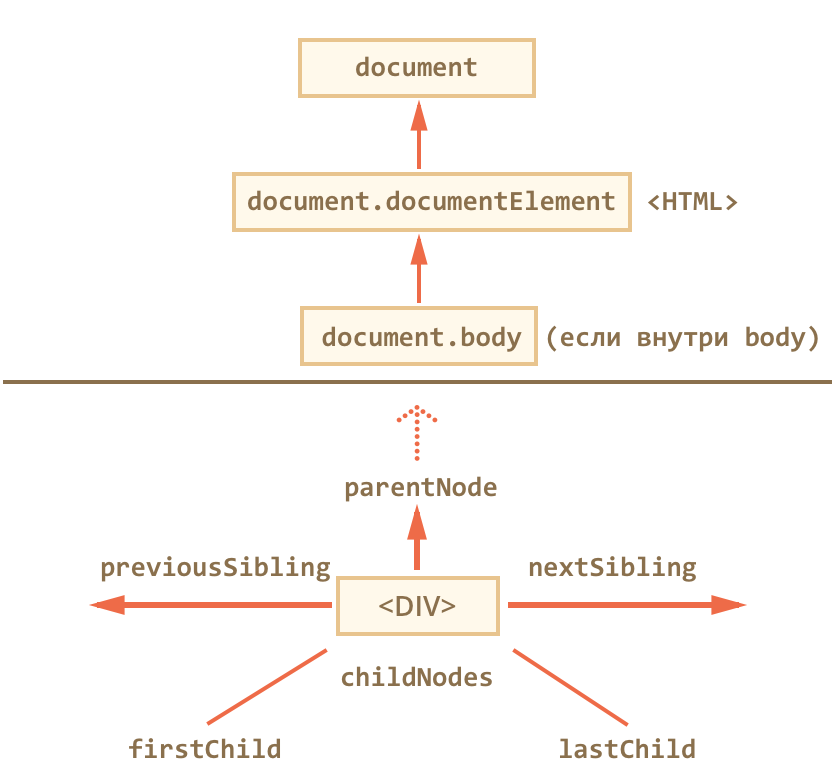 document
document.documentElement <HTML>
document.body (если внутри body)
parentNode
previousSibling nextSibling
<DIV>
childNodes
firstChild lastChild